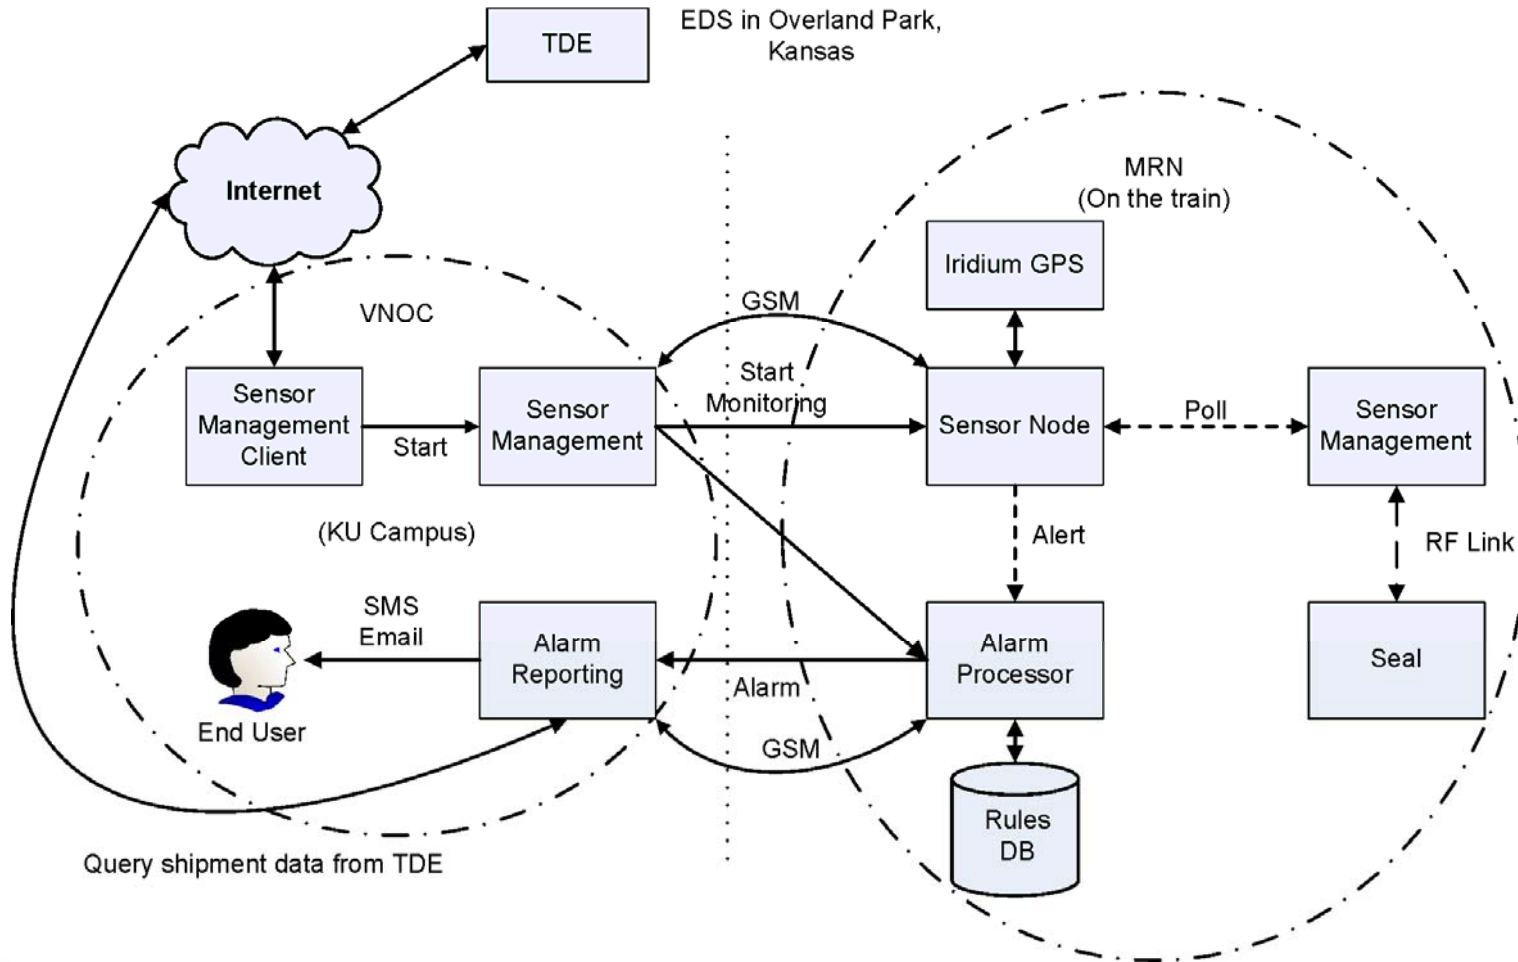 EDS in Overland Park,
Kansas
TDE
Internet
MRN
(On the train)
Iridium GPS
VNOC
GSM
Sensor
Management
Client
Start
Sensor
Management
Start
Monitoring
Sensor Node
Poll
Sensor
Management
(KU Campus)
Alert
RF Link
SMS
Email
End User
Alarm
Reporting
Alarm
Alarm
Processor
Seal
GSM
Rules
DB
Query shipment data from TDE